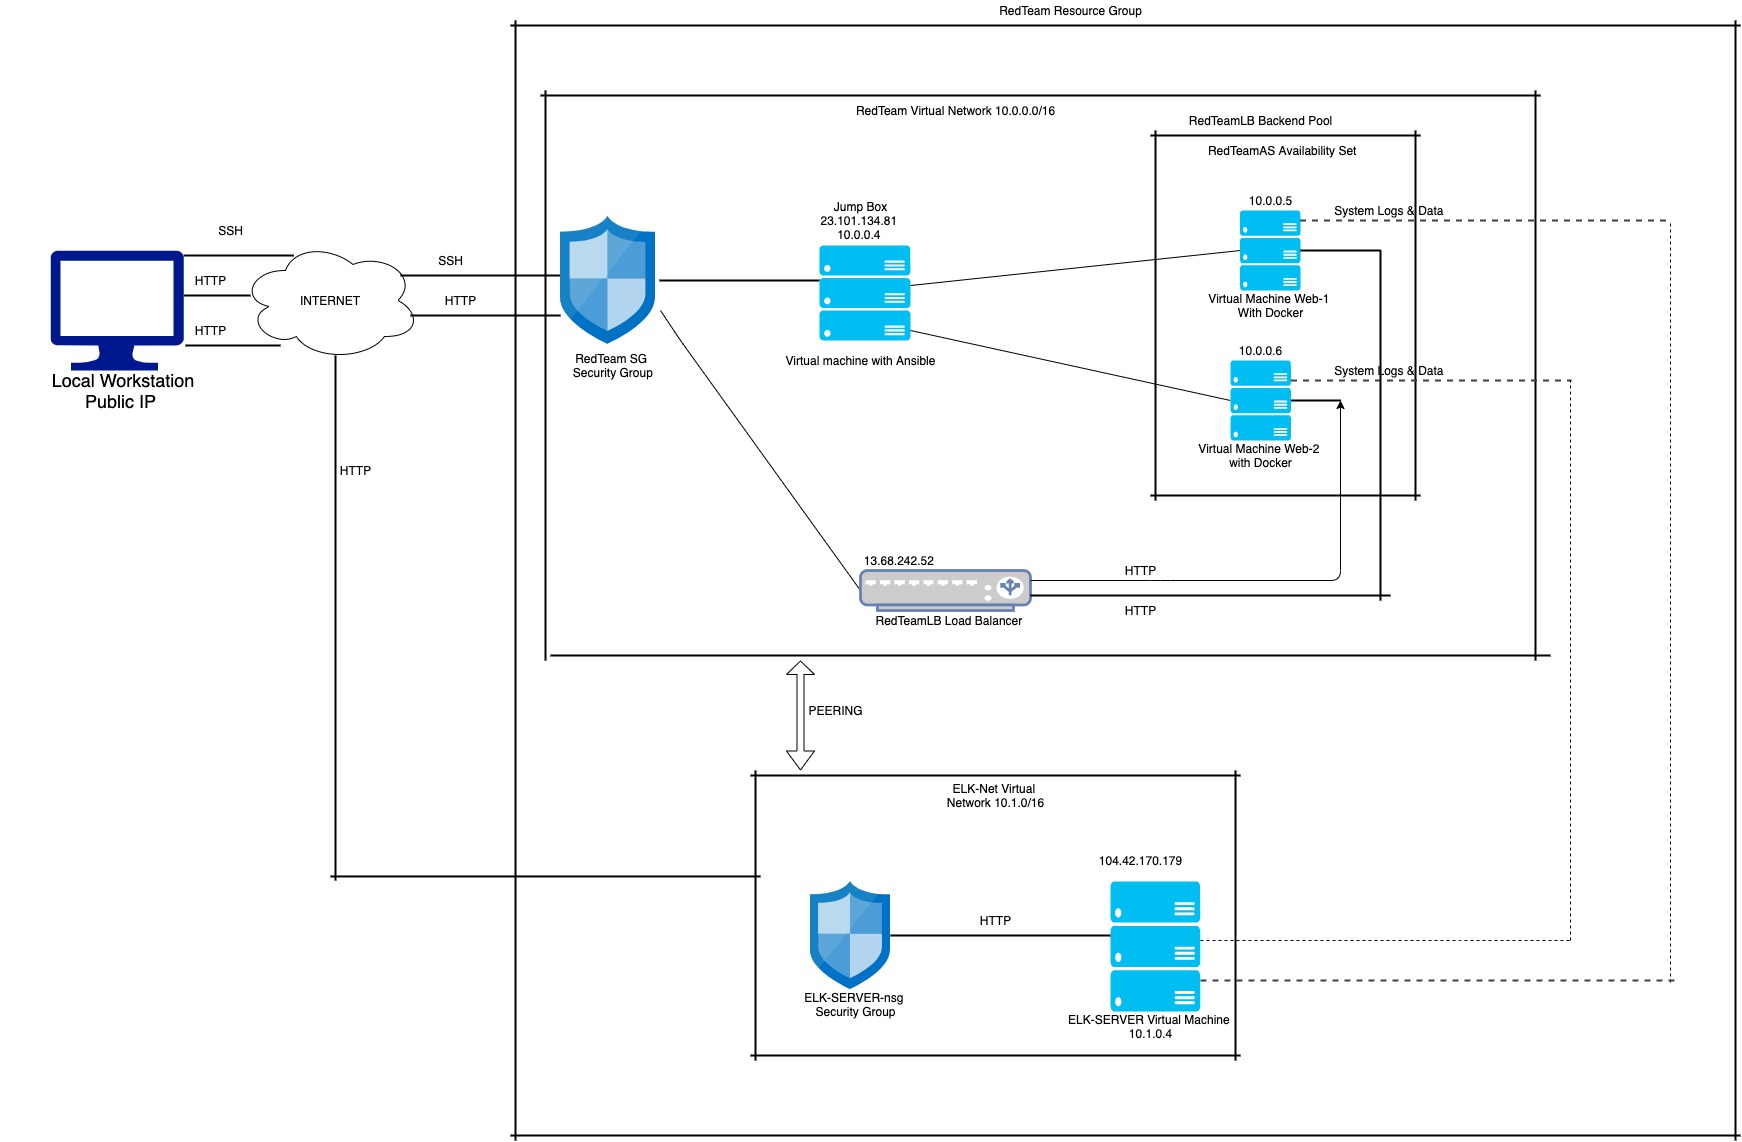 RedTeam Resource Group
RedTeam Virtual Network 10.0.0.0/16
RedTeamLB Backend Pool
RedTeamAS Availability Set
10.0.0.5
System Logs & Data
Virtual Machine Web-1
With Docker
10.0.0.6
System Logs & Data
Virtual Machine Web-2
with Docker
Jump Box
23.101.134.81
10.0.0.4
Virtual machine with Ansible
SSH
HTTP
HTTP
INTERNET
SSH
HTTP
Local Workstation
Public IP
RedTeam SG
Security Group
HTTP
13.68.242.52
RedTeamLB Load Balancer
HTTP
HTTP
PEERING
ELK-Net Virtual
Network 10.1.0/16
104.42.170.179
HTTP
ELK-SERVER-nsg
Security Group
ELK-SERVER Virtual Machine
10.1.0.4